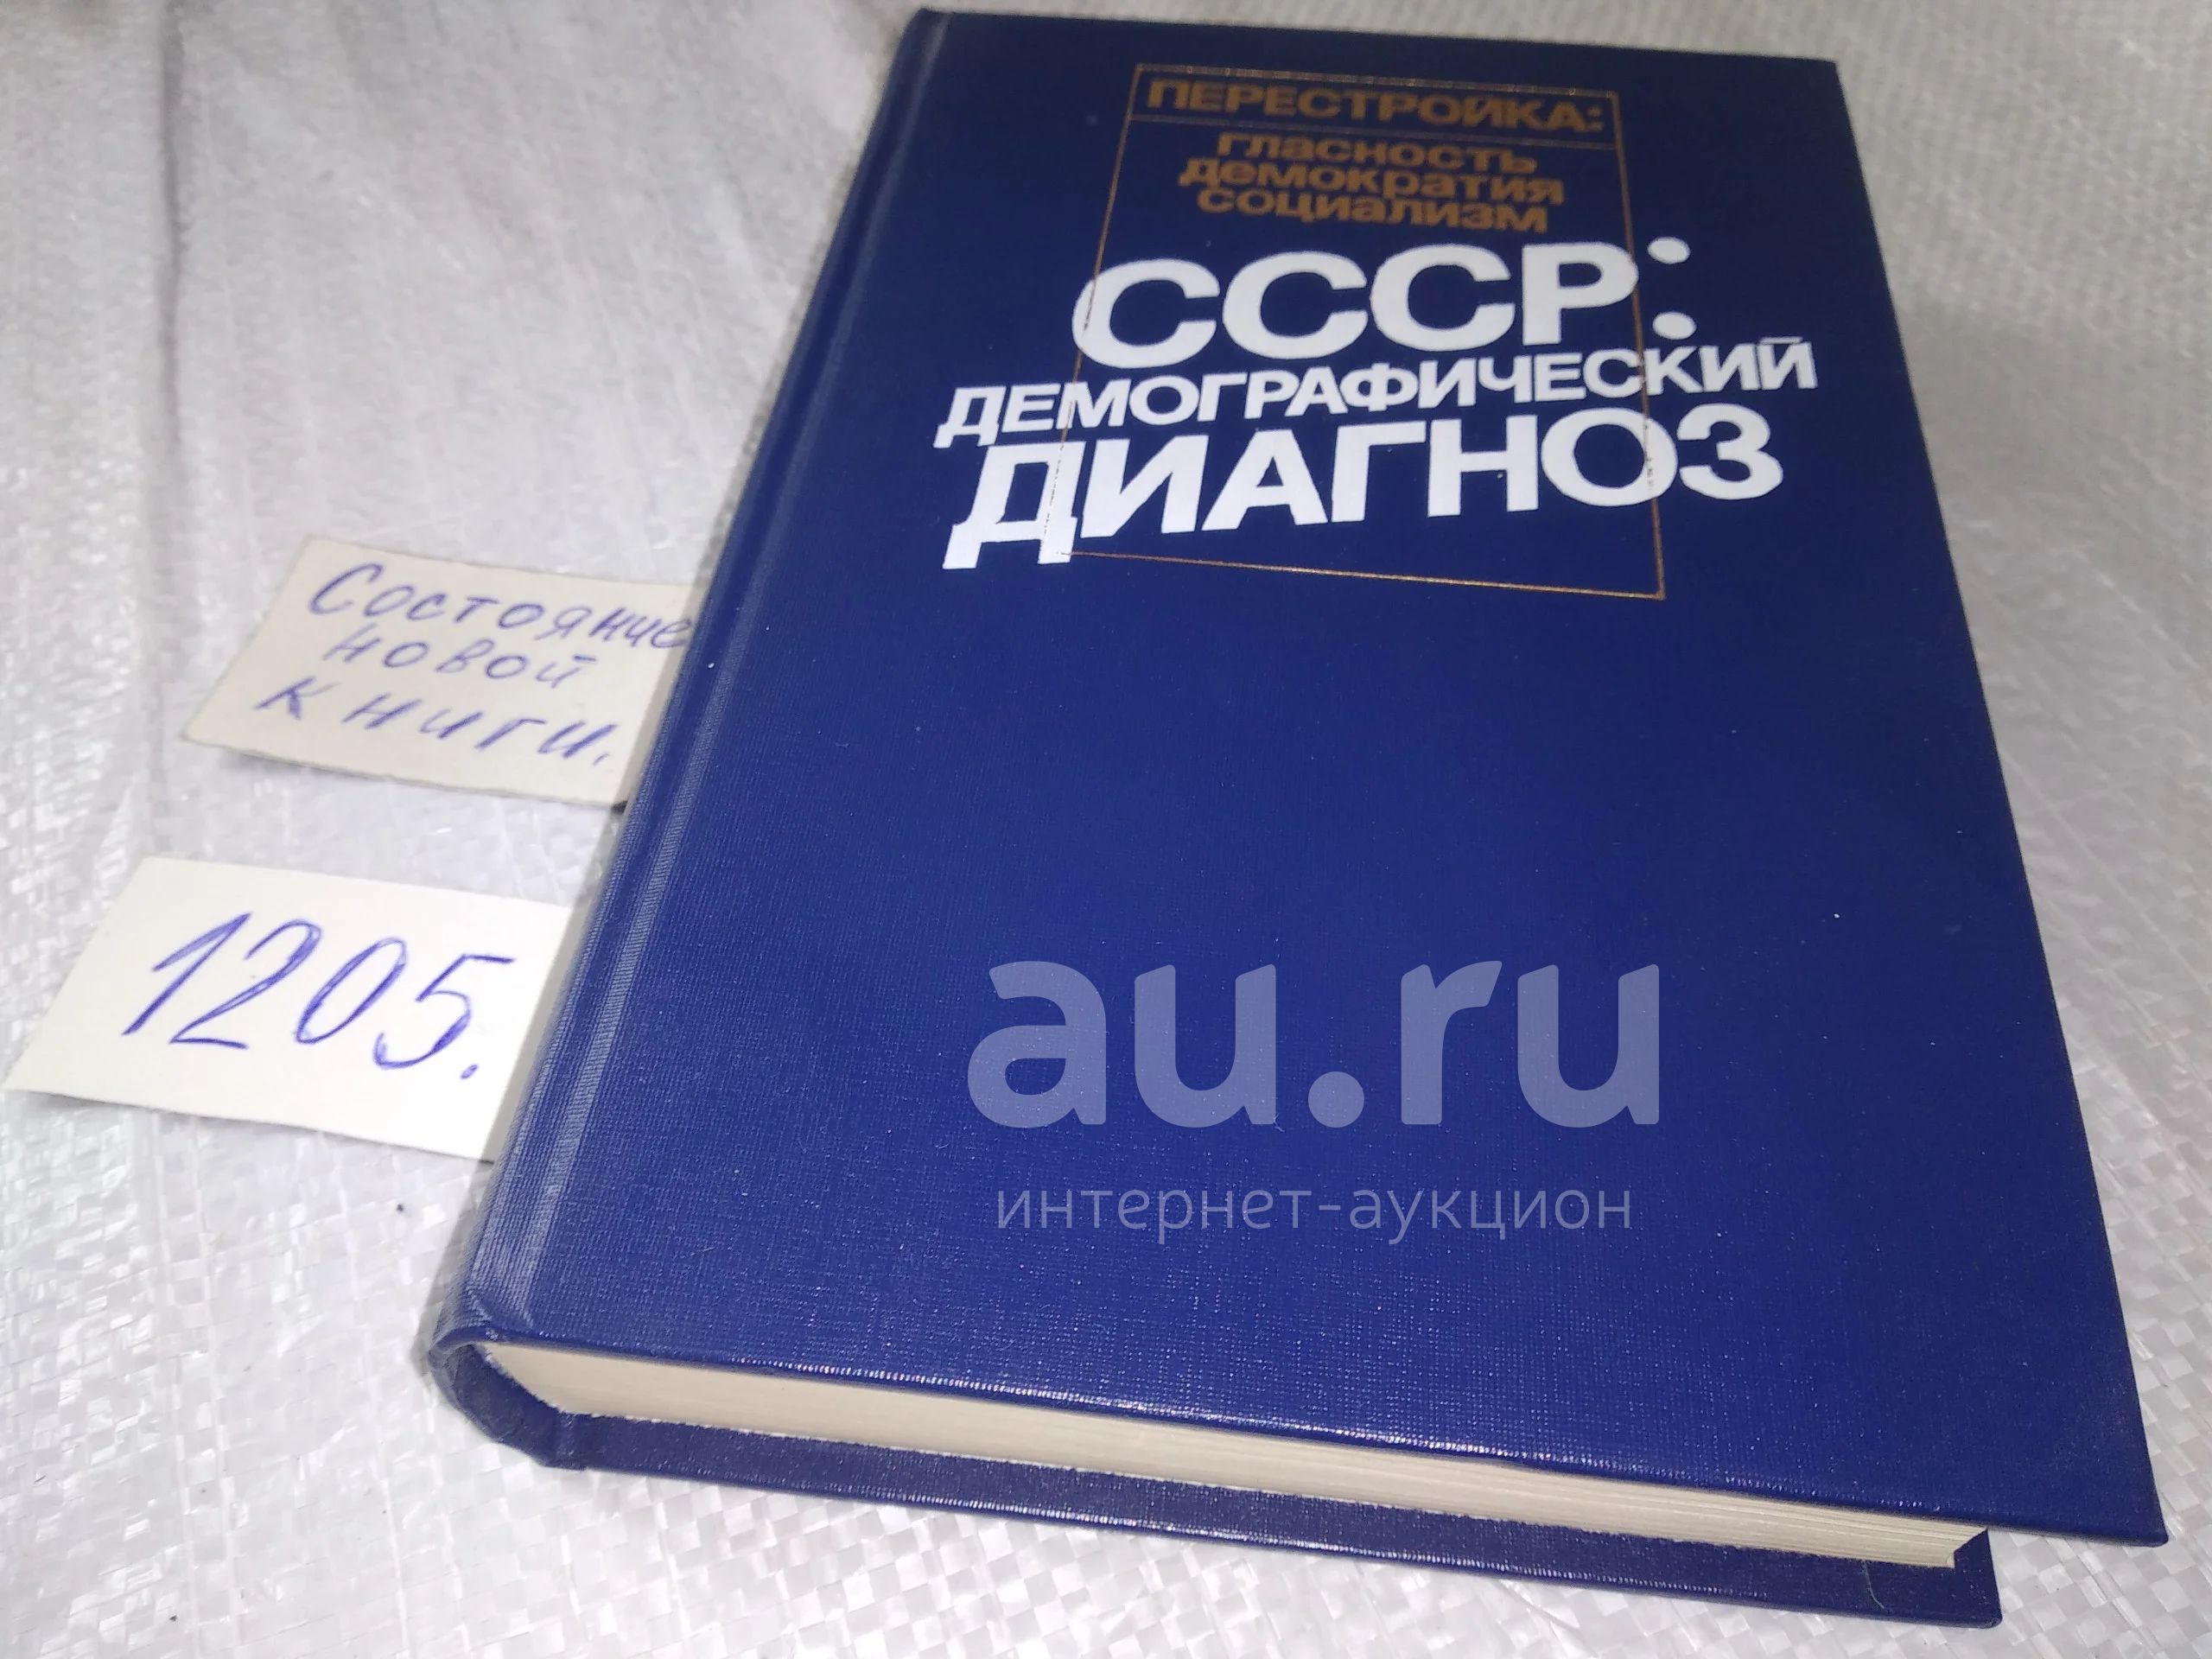 ПЕРЕСТРОЙКА:
гласность
демократия
социализм
СССР:
ДЕМОГРАФИЧЕСКИЙ
ДИАГНОЗ
Состояние
новой
книги.
1205.
au.ru
интернет-аукцион